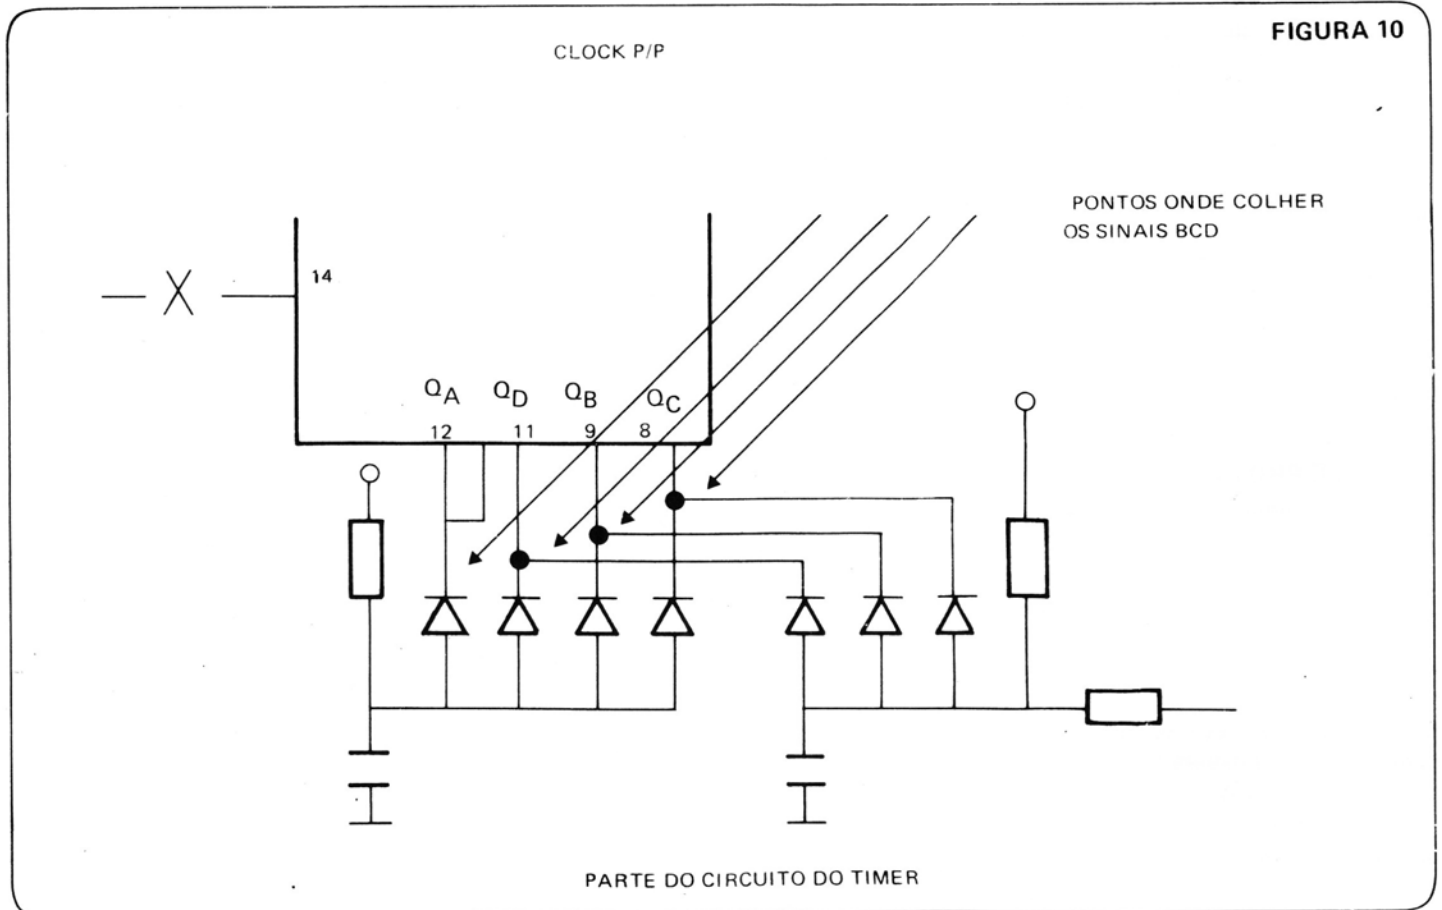 FIGURA 10
CLOCK P/P
PONTOS ONDE COLHER
OS SINAIS BCD
14
QA QD QB QC
12 11 9 8
PARTE DO CIRCUITO DO TIMER